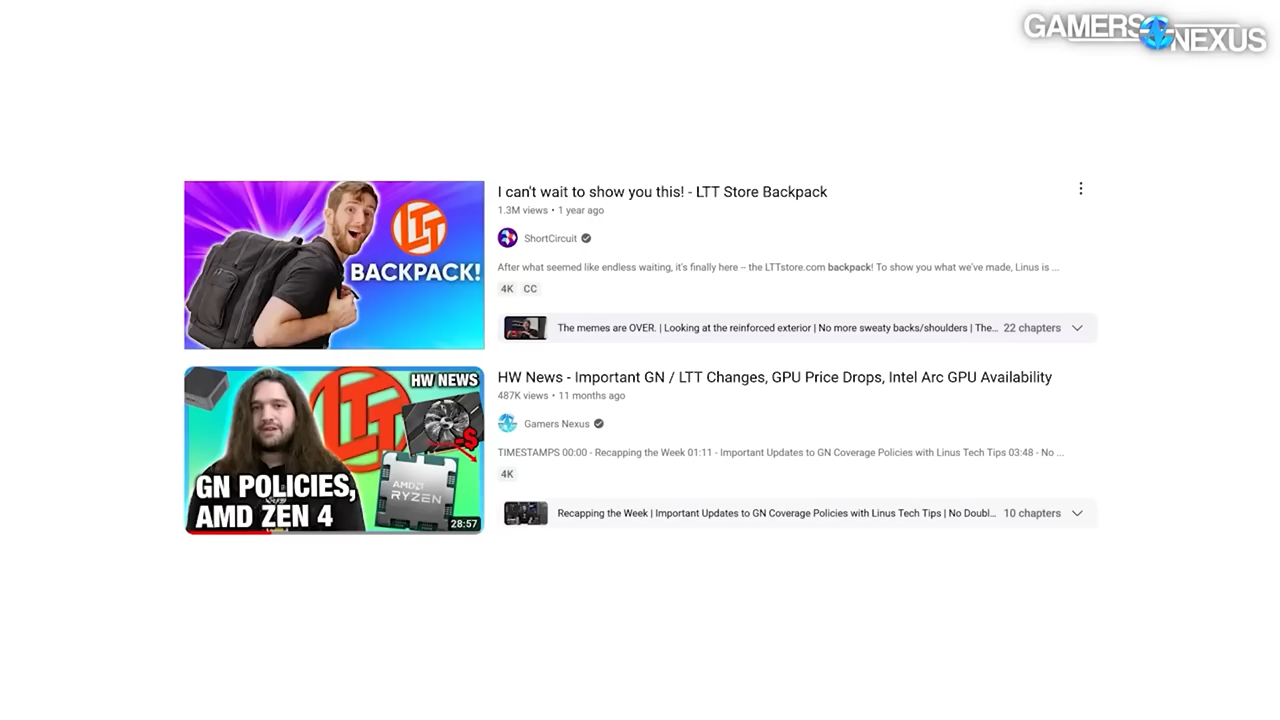 GAMERS NEXUS
LTT
BACKPACK!
I can't wait to show you this! - LTT Store Backpack
1.3M views • 1 year ago
ShortCircuit
After what seemed like endless waiting, it's finally here – the LTTstore.com backpack! To show you what we've made, Linus is ...
4K CC
The memes are OVER. | Looking at the reinforced exterior | No more sweaty backs/shoulders | The... 22 chapters
HW NEWS
LTT
-$
AMD
RYZEN
GN POLICIES,
AMD ZEN 4
28:57
HW News - Important GN / LTT Changes, GPU Price Drops, Intel Arc GPU Availability
487K views • 11 months ago
Gamers Nexus
TIMESTAMPS 00:00 - Recapping the Week 01:11 - Important Updates to GN Coverage Policies with Linus Tech Tips 03:48 - No ...
4K
Recapping the Week | Important Updates to GN Coverage Policies with Linus Tech Tips | No Doubl... 10 chapters